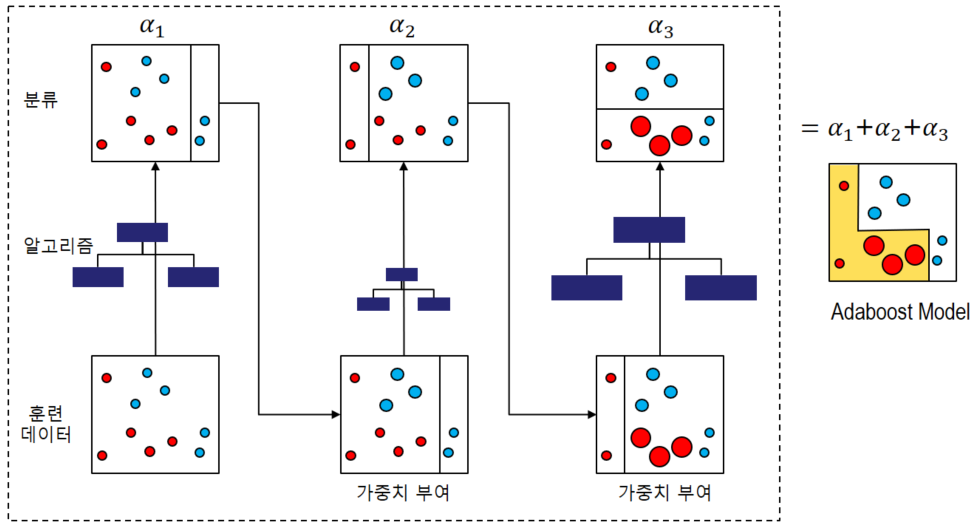 α₁
α₂
α₃
분류
= α₁+α₂+α₃
알고리즘
Adaboost Model
훈련
데이터
가중치 부여
가중치 부여